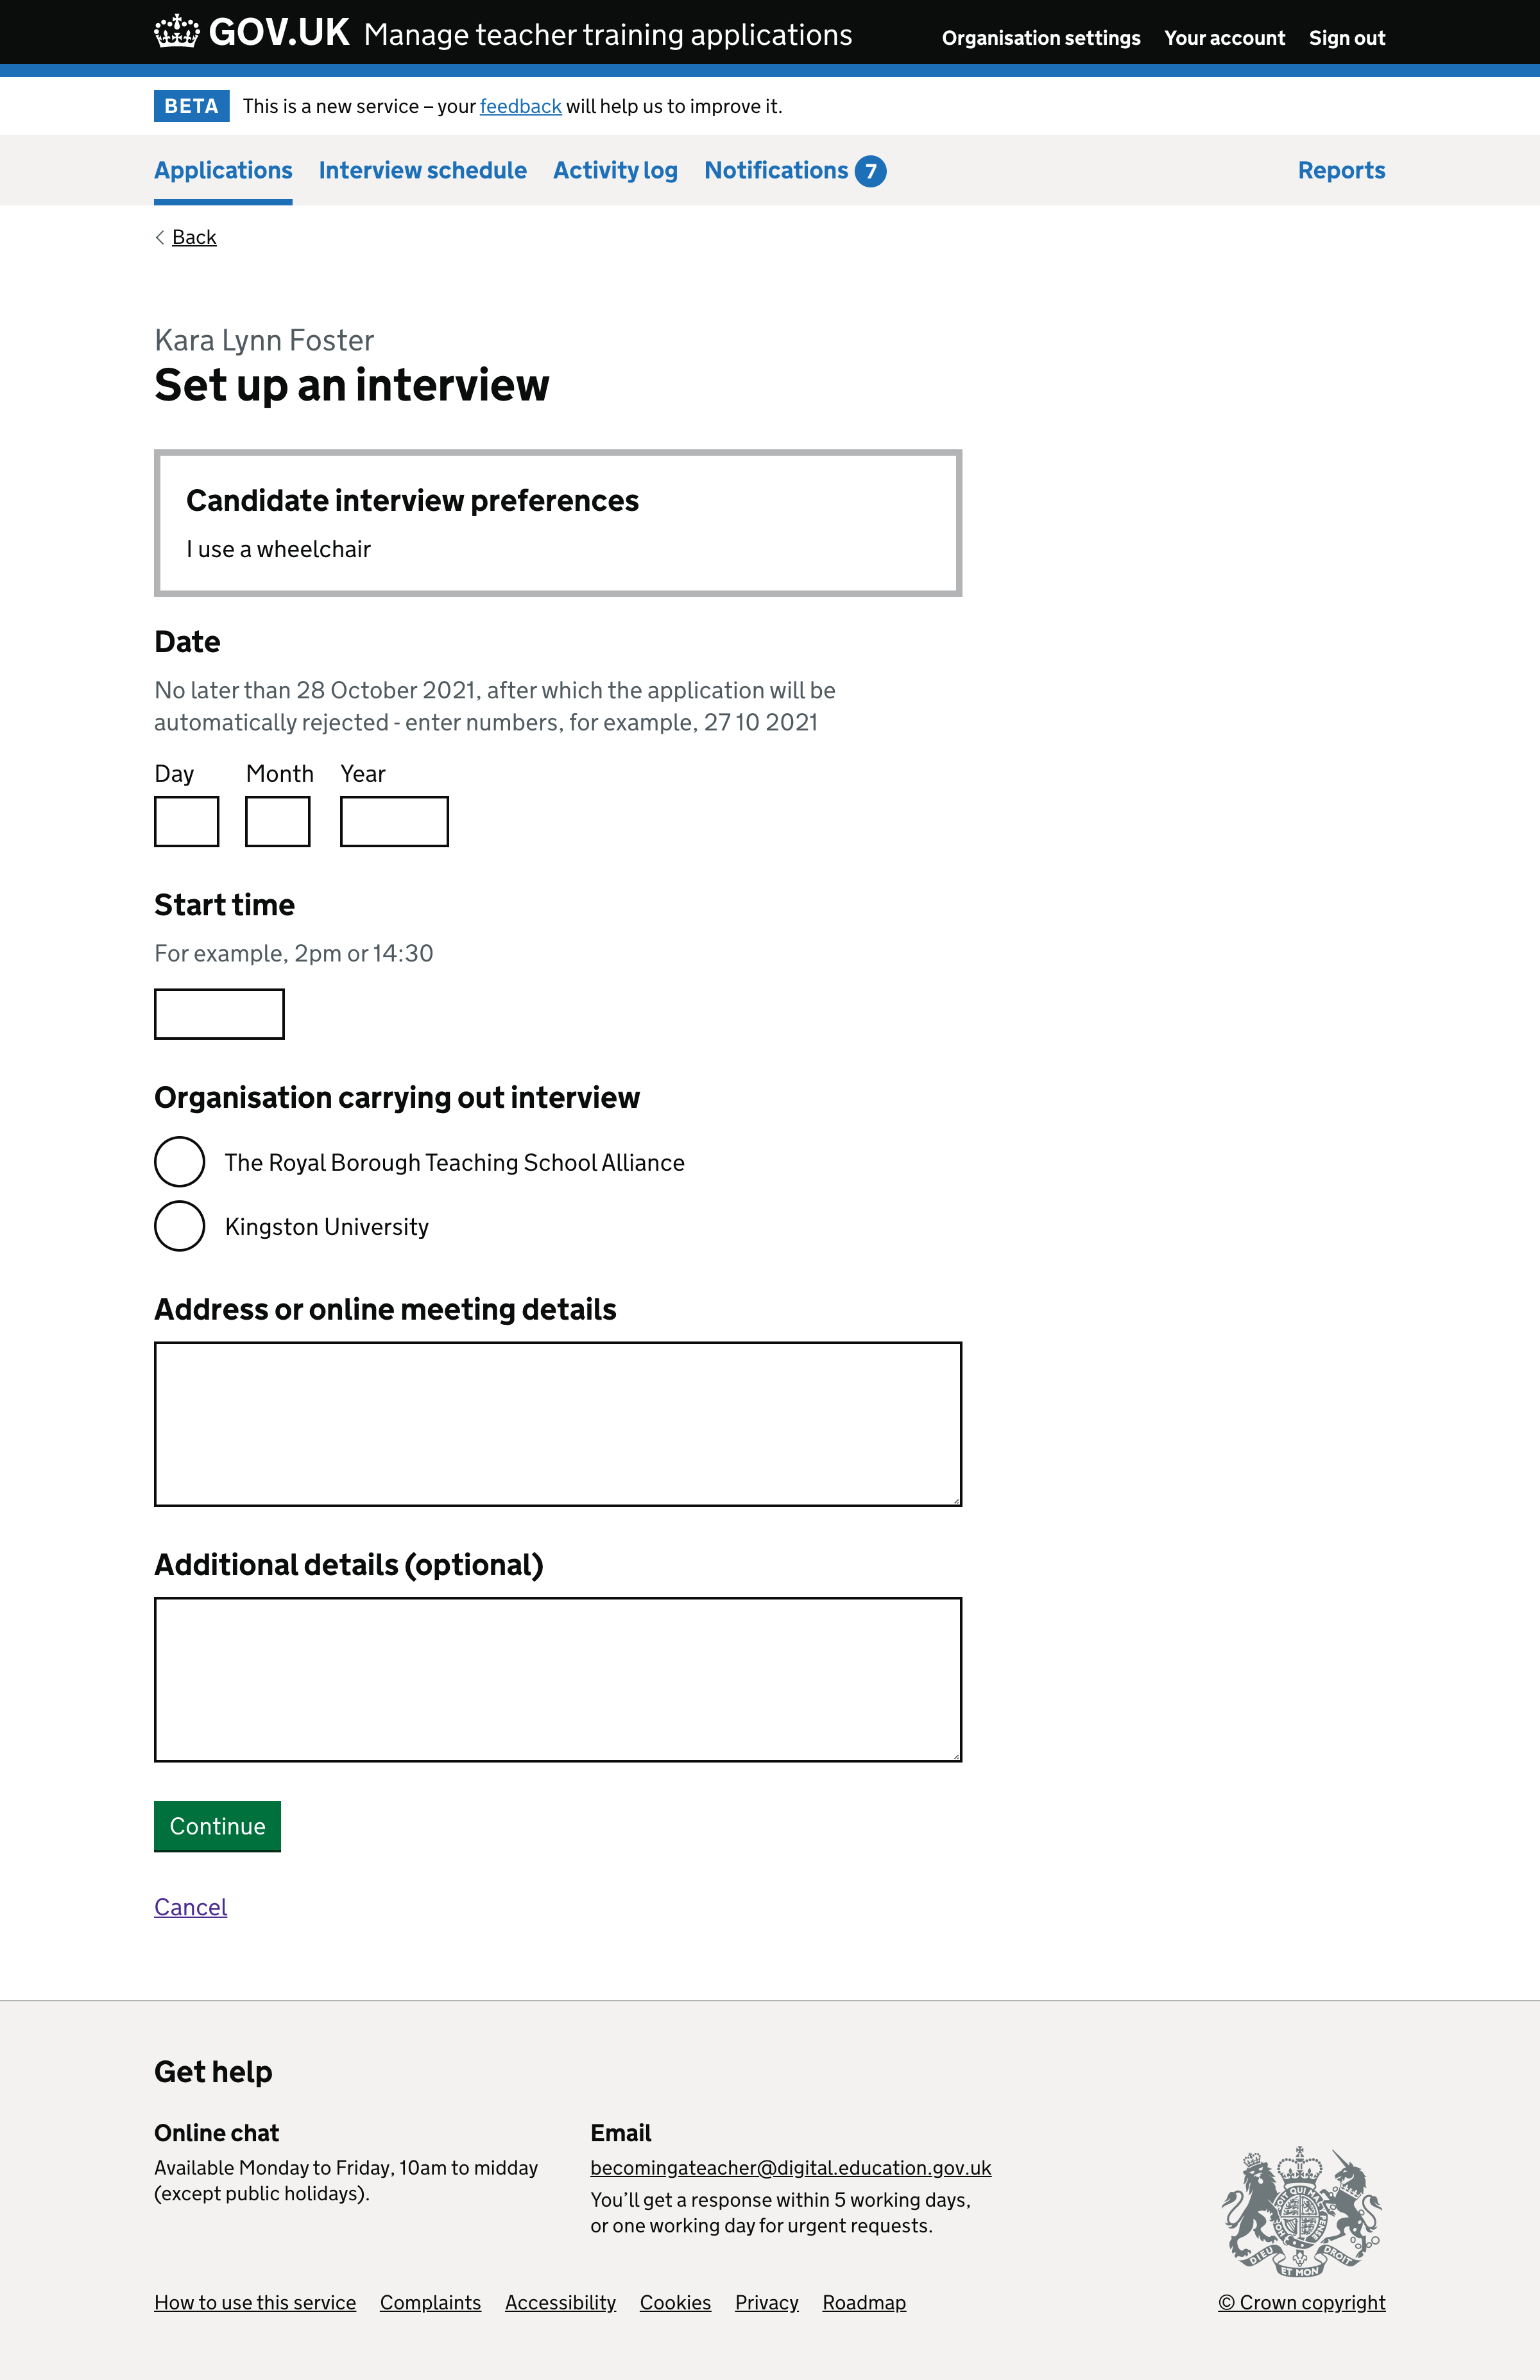 GOV.UK Manage teacher training applications Organisation settings Your account Sign out
BETA This is a new service – your feedback will help us to improve it.
Applications Interview schedule Activity log Notifications 7 Reports
Back
Kara Lynn Foster
Set up an interview
Candidate interview preferences
I use a wheelchair
Date
No later than 28 October 2021, after which the application will be
automatically rejected - enter numbers, for example, 27 10 2021
Day Month Year
Start time
For example, 2pm or 14:30
Organisation carrying out interview
The Royal Borough Teaching School Alliance
Kingston University
Address or online meeting details
Additional details (optional)
Continue
Cancel
Get help
Online chat
Available Monday to Friday, 10am to midday
(except public holidays).
Email
becomingateacher@digital.education.gov.uk
You’ll get a response within 5 working days,
or one working day for urgent requests.
DIEU ET MON DROIT
How to use this service Complaints Accessibility Cookies Privacy Roadmap © Crown copyright